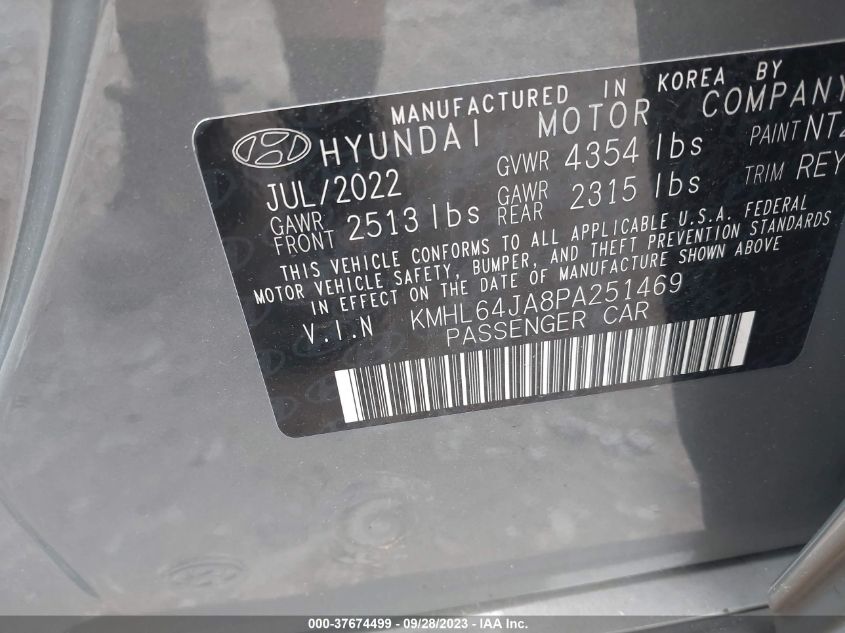 MANUFACTURED IN KOREA BY
HYUNDAI MOTOR COMPANY
JUL/2022 GVWR 4354 lbs PAINT
GAWR FRONT 2513 lbs GAWR REAR 2315 lbs TRIM REY
THIS VEHICLE CONFORMS TO ALL APPLICABLE U.S.A. FEDERAL
MOTOR VEHICLE SAFETY, BUMPER, AND THEFT PREVENTION STANDARDS
IN EFFECT ON THE DATE OF MANUFACTURE SHOWN ABOVE
V.I.N KMHL64JA8PA251469
PASSENGER CAR
000-37674499 - 09/28/2023 - IAA Inc.